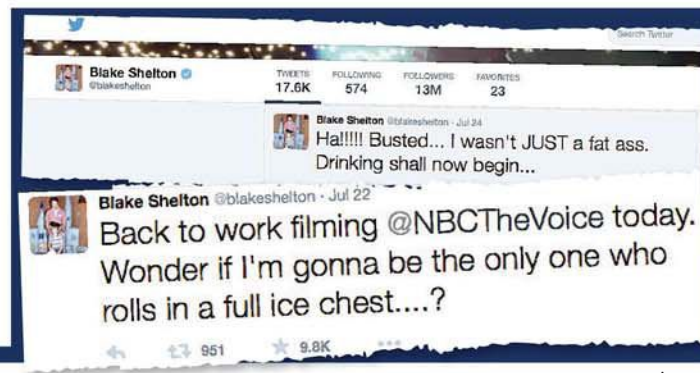 Search Twitter
Blake Shelton
@blakeshelton
TWEETS FOLLOWING FOLLOWERS FAVORITES
17.6K 574 13M 23
Blake Shelton @blakeshelton · Jul 24
Ha!!!!! Busted... I wasn't JUST a fat ass.
Drinking shall now begin...
Blake Shelton @blakeshelton · Jul 22
Back to work filming @NBCTheVoice today.
Wonder if I'm gonna be the only one who
rolls in a full ice chest....?
951 9.8K